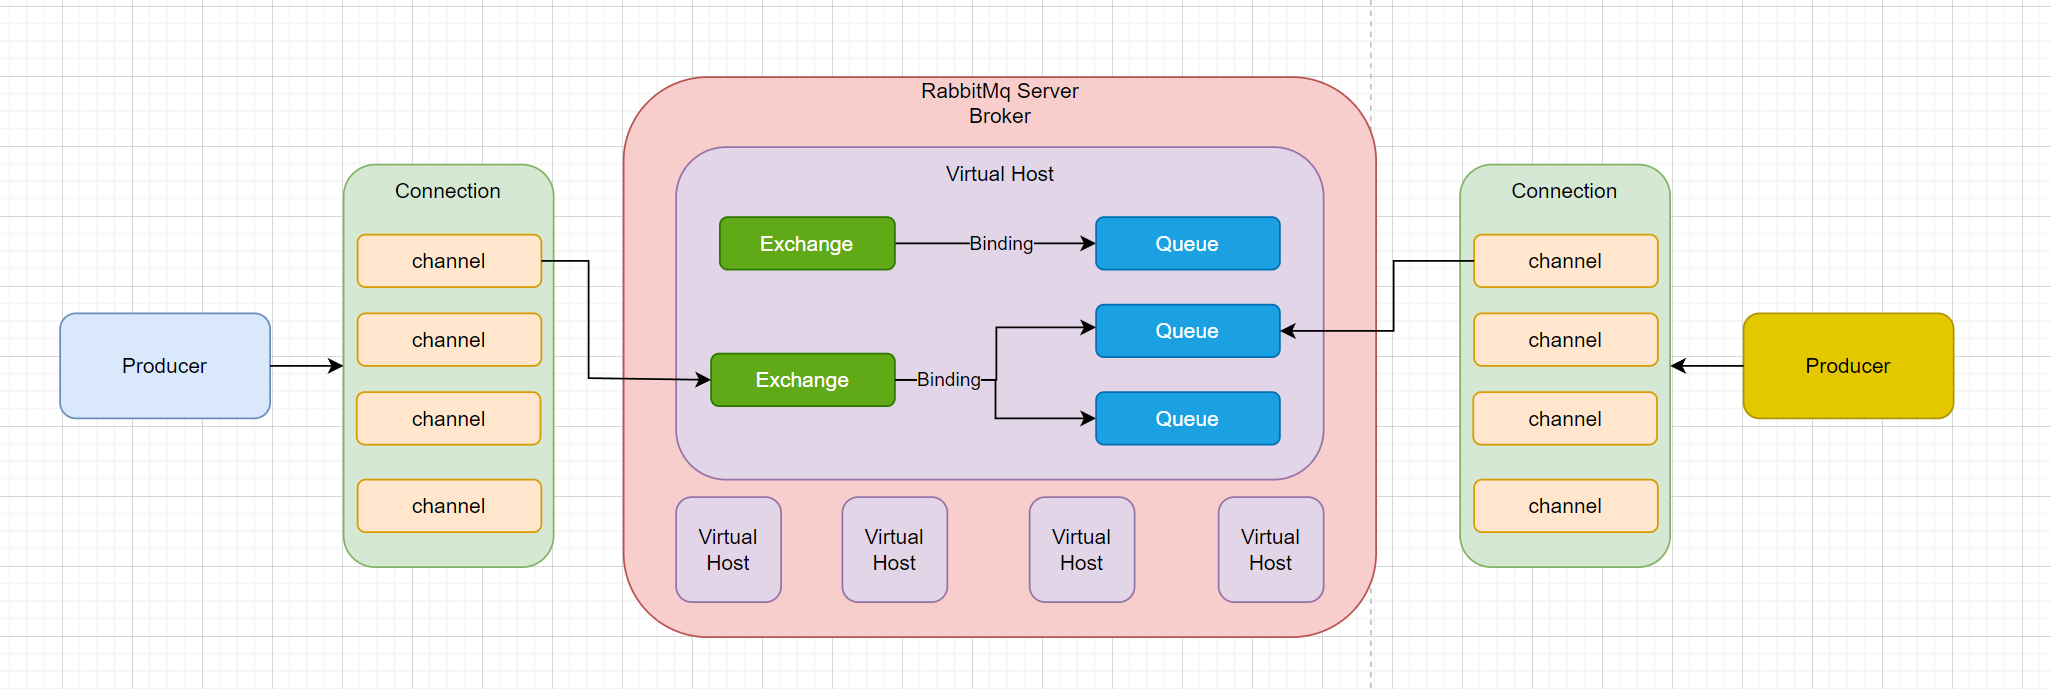 RabbitMq Server
Broker
Virtual Host
Connection
channel
channel
channel
channel
Producer
Exchange
Binding
Queue
Exchange
Binding
Queue
Queue
Virtual
Host
Virtual
Host
Virtual
Host
Virtual
Host
Connection
channel
channel
channel
channel
Producer